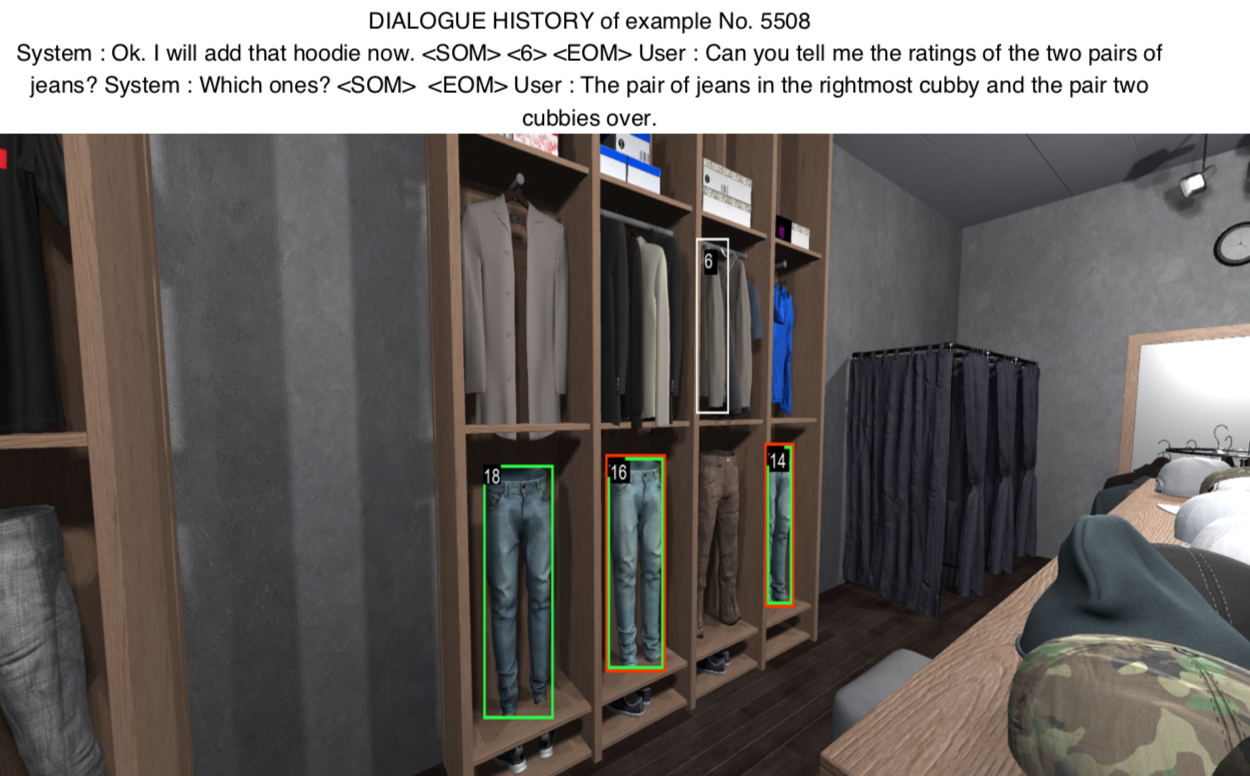 DIALOGUE HISTORY of example No. 5508
System : Ok. I will add that hoodie now. <SOM> <6> <EOM> User : Can you tell me the ratings of the two pairs of
jeans? System : Which ones? <SOM>  <EOM> User : The pair of jeans in the rightmost cubby and the pair two
cubbies over.
6
18
16
14